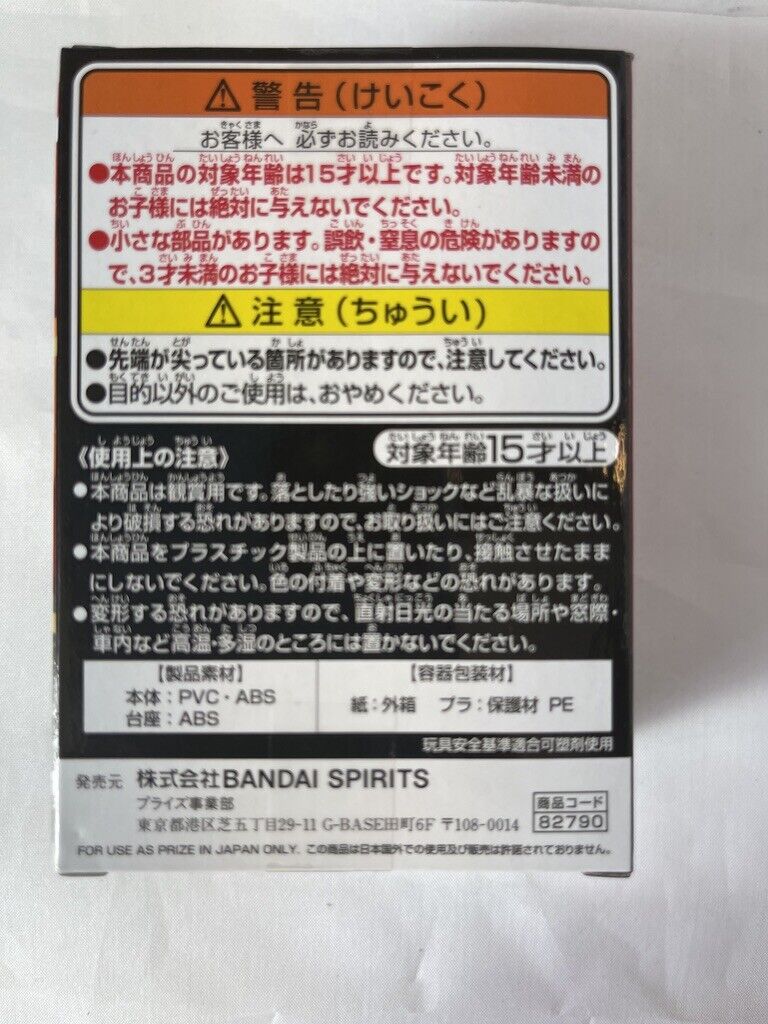 ⚠ 警告(けいこく)
お客様へ 必ずお読みください。
●本商品の対象年齢は15才以上です。対象年齢未満の
お子様には絶対に与えないでください。
●小さな部品があります。誤飲・窒息の危険がありますの
で、3才未満のお子様には絶対に与えないでください。
⚠ 注意(ちゅうい)
●先端が尖っている箇所がありますので、注意してください。
●目的以外のご使用は、おやめください。
対象年齢15才以上
〈使用上の注意〉
●本商品は観賞用です。落としたり強いショックなど乱暴な扱いに
より破損する恐れがありますので、お取り扱いにはご注意ください。
●本商品をプラスチック製品の上に置いたり、接触させたまま
にしないでください。色の付着や変形などの恐れがあります。
●変形する恐れがありますので、直射日光の当たる場所や窓際・
車内など高温・多湿のところには置かないでください。
【製品素材】
本体:PVC・ABS
台座:ABS
【容器包装材】
紙:外箱 プラ:保護材 PE
玩具安全基準適合可塑剤使用
発売元 株式会社BANDAI SPIRITS
プライズ事業部
東京都港区芝五丁目29-11 G-BASE田町6F 〒108-0014
商品コード
82790
FOR USE AS PRIZE IN JAPAN ONLY. この商品は日本国外での使用及び販売は許諾されておりません。